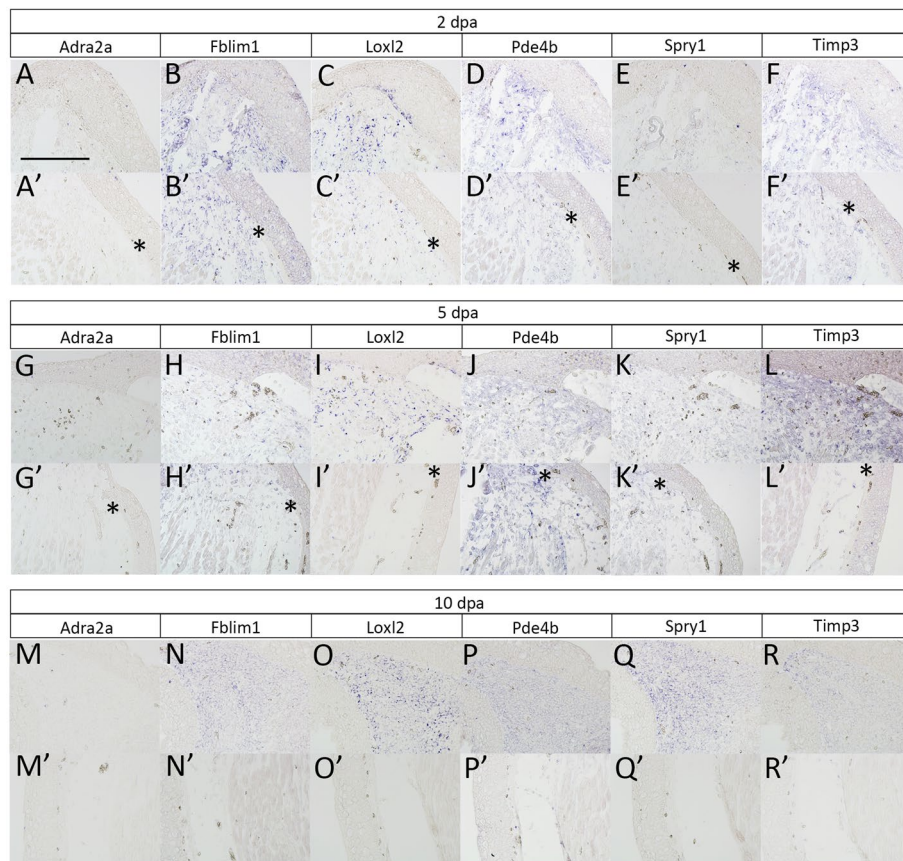 2 dpa
Adra2a Fblim1 Loxl2 Pde4b Spry1 Timp3
A B C D E F
A’ B’ C’ D’ E’ F’
* * * * * *
5 dpa
Adra2a Fblim1 Loxl2 Pde4b Spry1 Timp3
G H I J K L
G’ H’ I’ J’ K’ L’
* * * * * *
10 dpa
Adra2a Fblim1 Loxl2 Pde4b Spry1 Timp3
M N O P Q R
M’ N’ O’ P’ Q’ R’